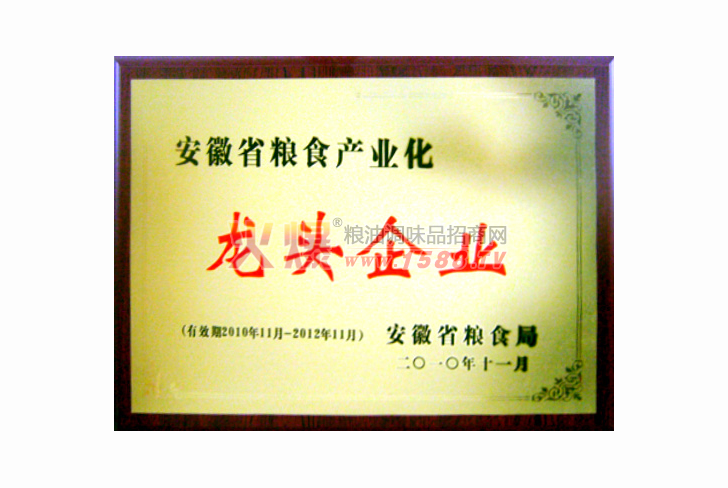 安徽省粮食产业化
龙头企业
火爆®粮油调味品招商网
www.1588.tv
(有效期2010年11月-2012年11月)
安徽省粮食局
二〇一〇年十一月